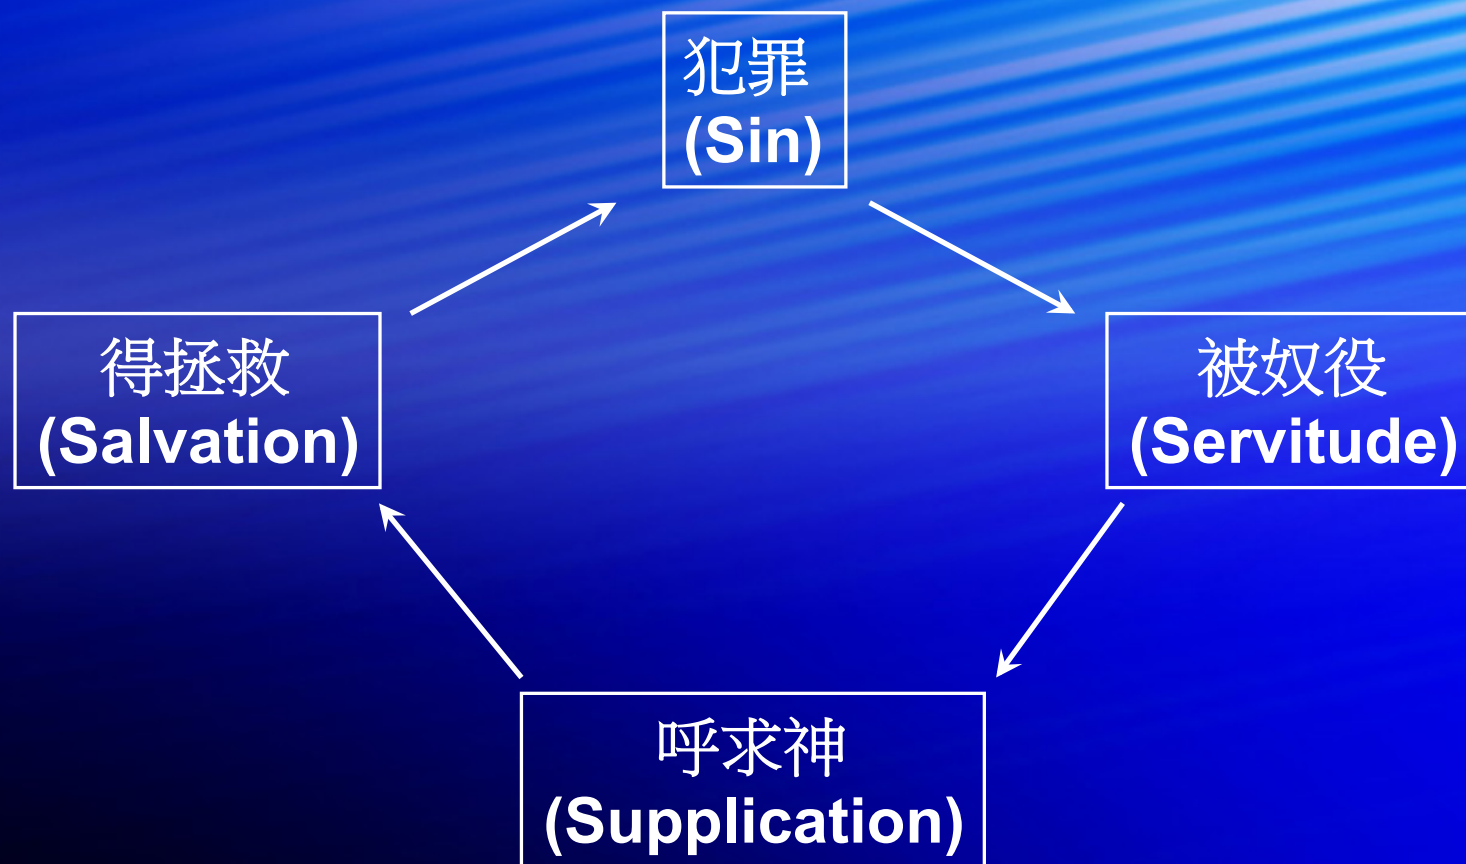 犯罪
(Sin)
得拯救
(Salvation)
被奴役
(Servitude)
呼求神
(Supplication)